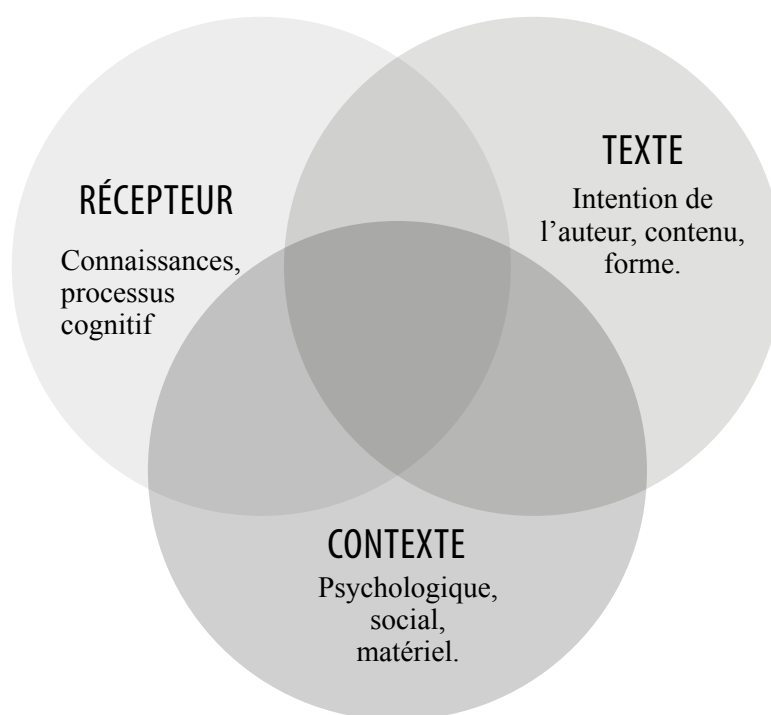 RÉCEPTEUR
Connaissances,
processus
cognitif
TEXTE
Intention de
l’auteur, contenu,
forme.
CONTEXTE
Psychologique,
social,
matériel.